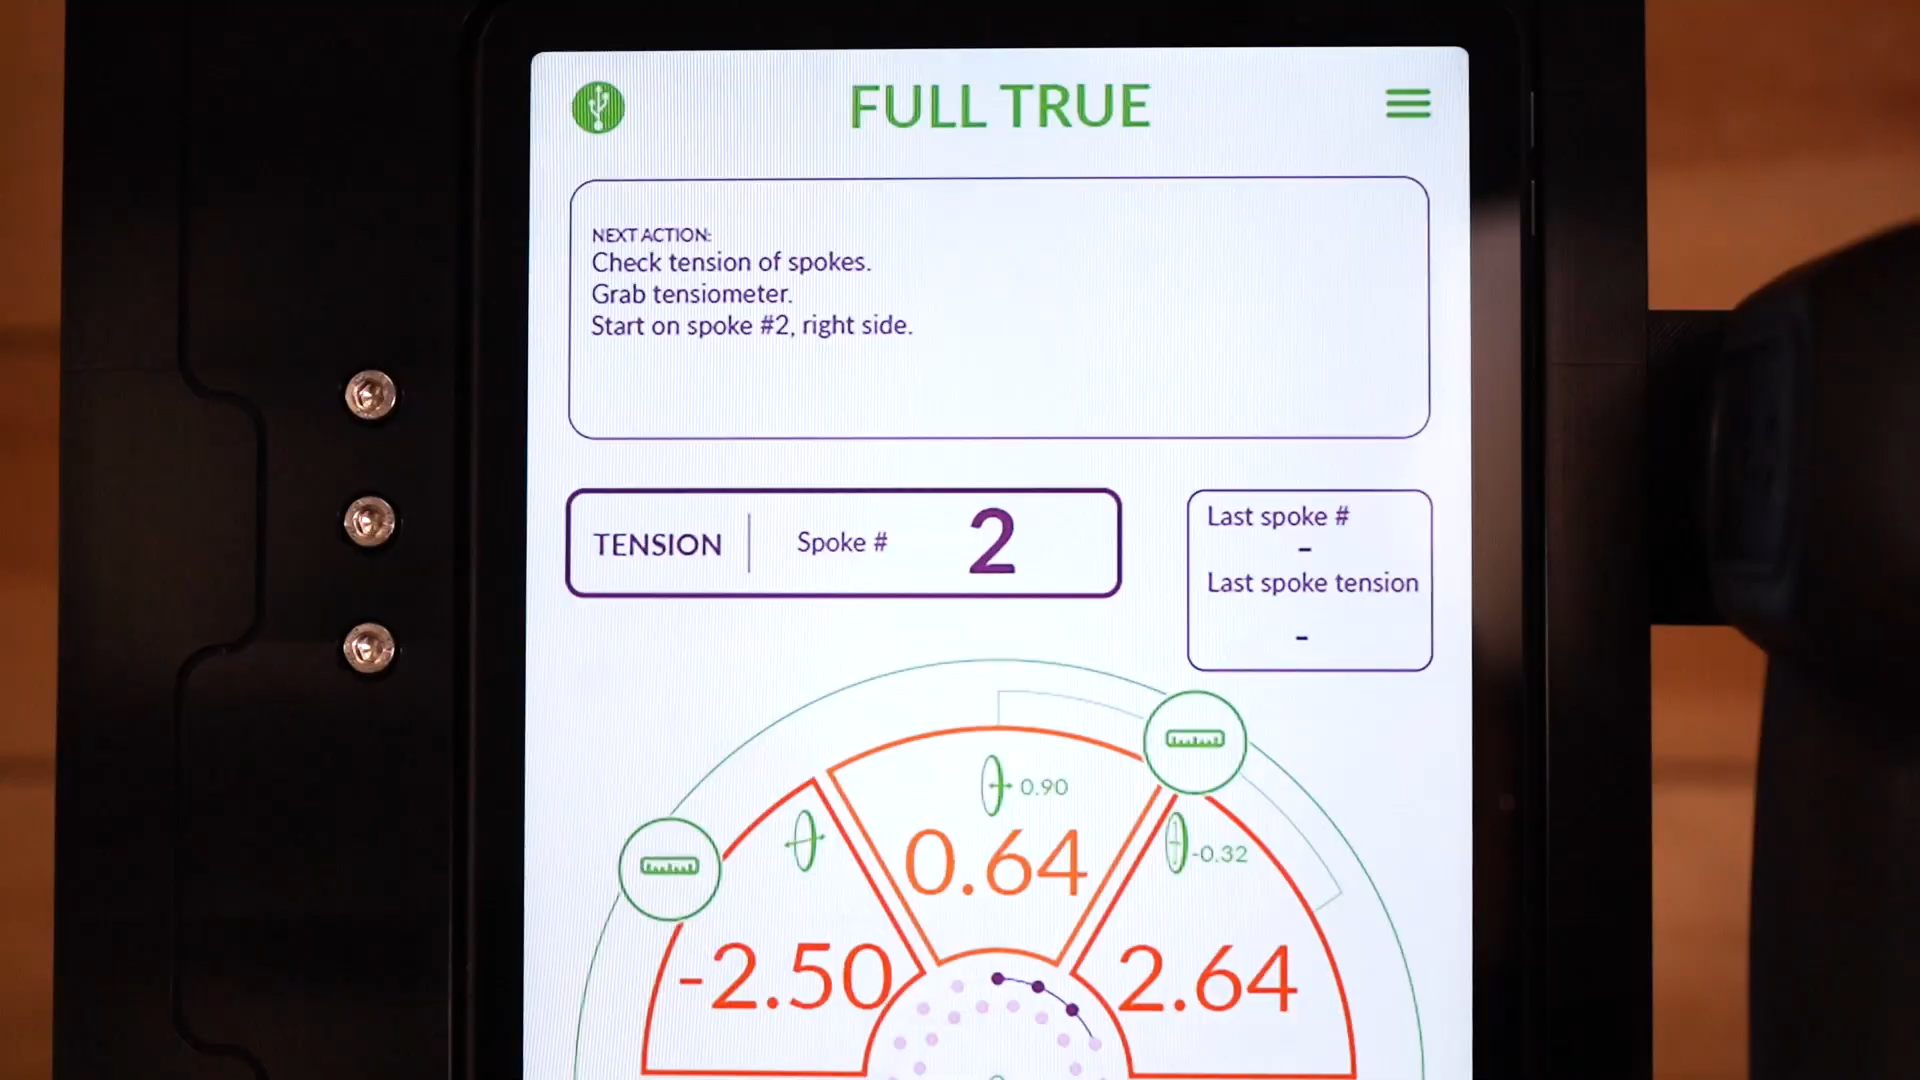 FULL TRUE
NEXT ACTION:
Check tension of spokes.
Grab tensiometer.
Start on spoke #2, right side.
TENSION
Spoke #
2
Last spoke #
-
Last spoke tension
-
0.90
0.64
-0.32
-2.50
2.64